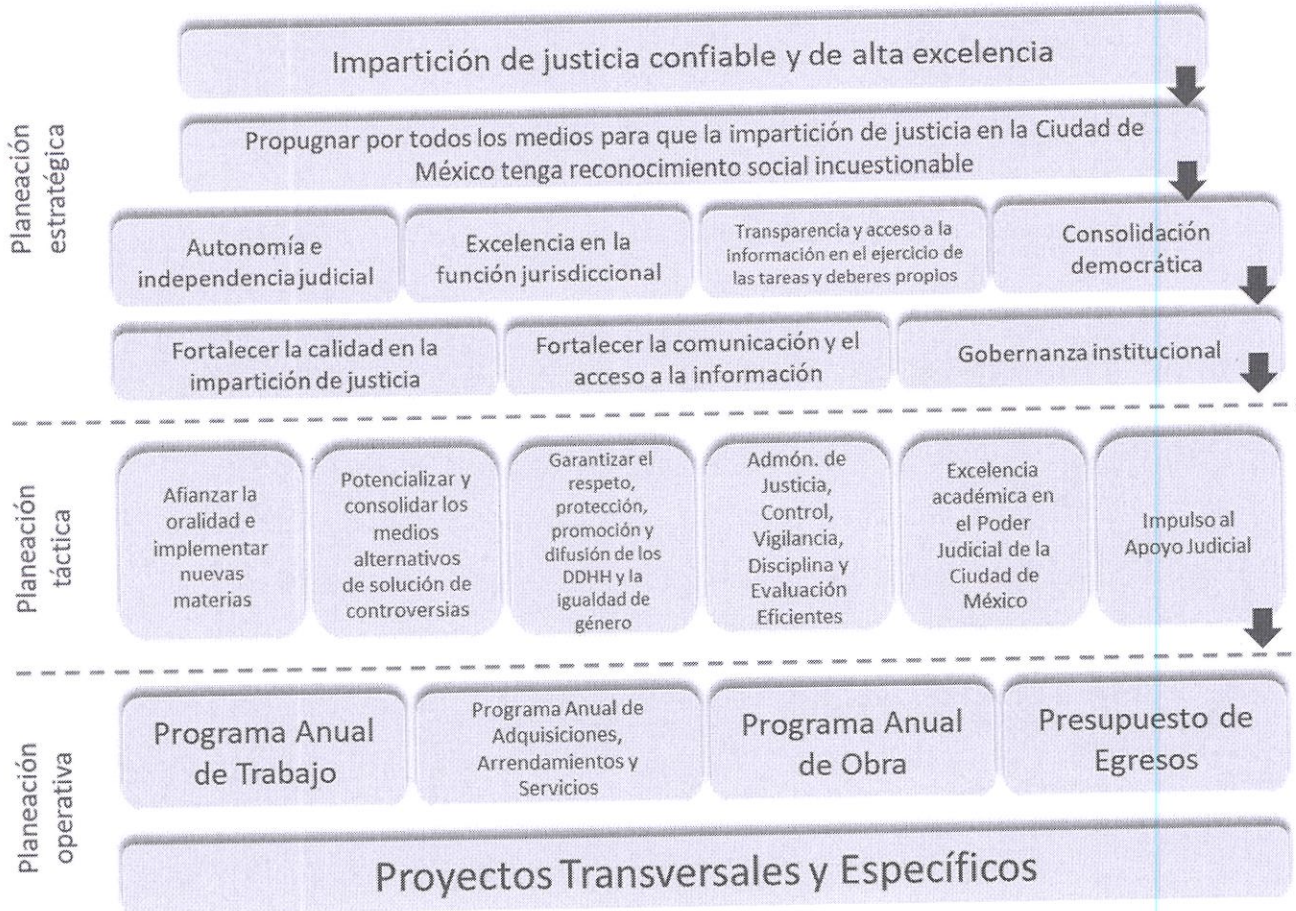 Planeación
estratégica
Impartición de justicia confiable y de alta excelencia
Propugnar por todos los medios para que la impartición de justicia en la Ciudad de
México tenga reconocimiento social incuestionable
Autonomía e
independencia judicial
Excelencia en la
función jurisdiccional
Transparencia y acceso a la
información en el ejercicio de
las tareas y deberes propios
Consolidación
democrática
Fortalecer la calidad en la
impartición de justicia
Fortalecer la comunicación y el
acceso a la información
Gobernanza institucional
Planeación
táctica
Afianzar la
oralidad e
implementar
nuevas
materias
Potencializar y
consolidar los
medios
alternativos
de solución de
controversias
Garantizar el
respeto,
protección,
promoción y
difusión de los
DDHH y la
igualdad de
género
Admón. de
Justicia,
Control,
Vigilancia,
Disciplina y
Evaluación
Eficientes
Excelencia
académica en
el Poder
Judicial de la
Ciudad de
México
Impulso al
Apoyo Judicial
Planeación
operativa
Programa Anual
de Trabajo
Programa Anual de
Adquisiciones,
Arrendamientos y
Servicios
Programa Anual
de Obra
Presupuesto de
Egresos
Proyectos Transversales y Específicos